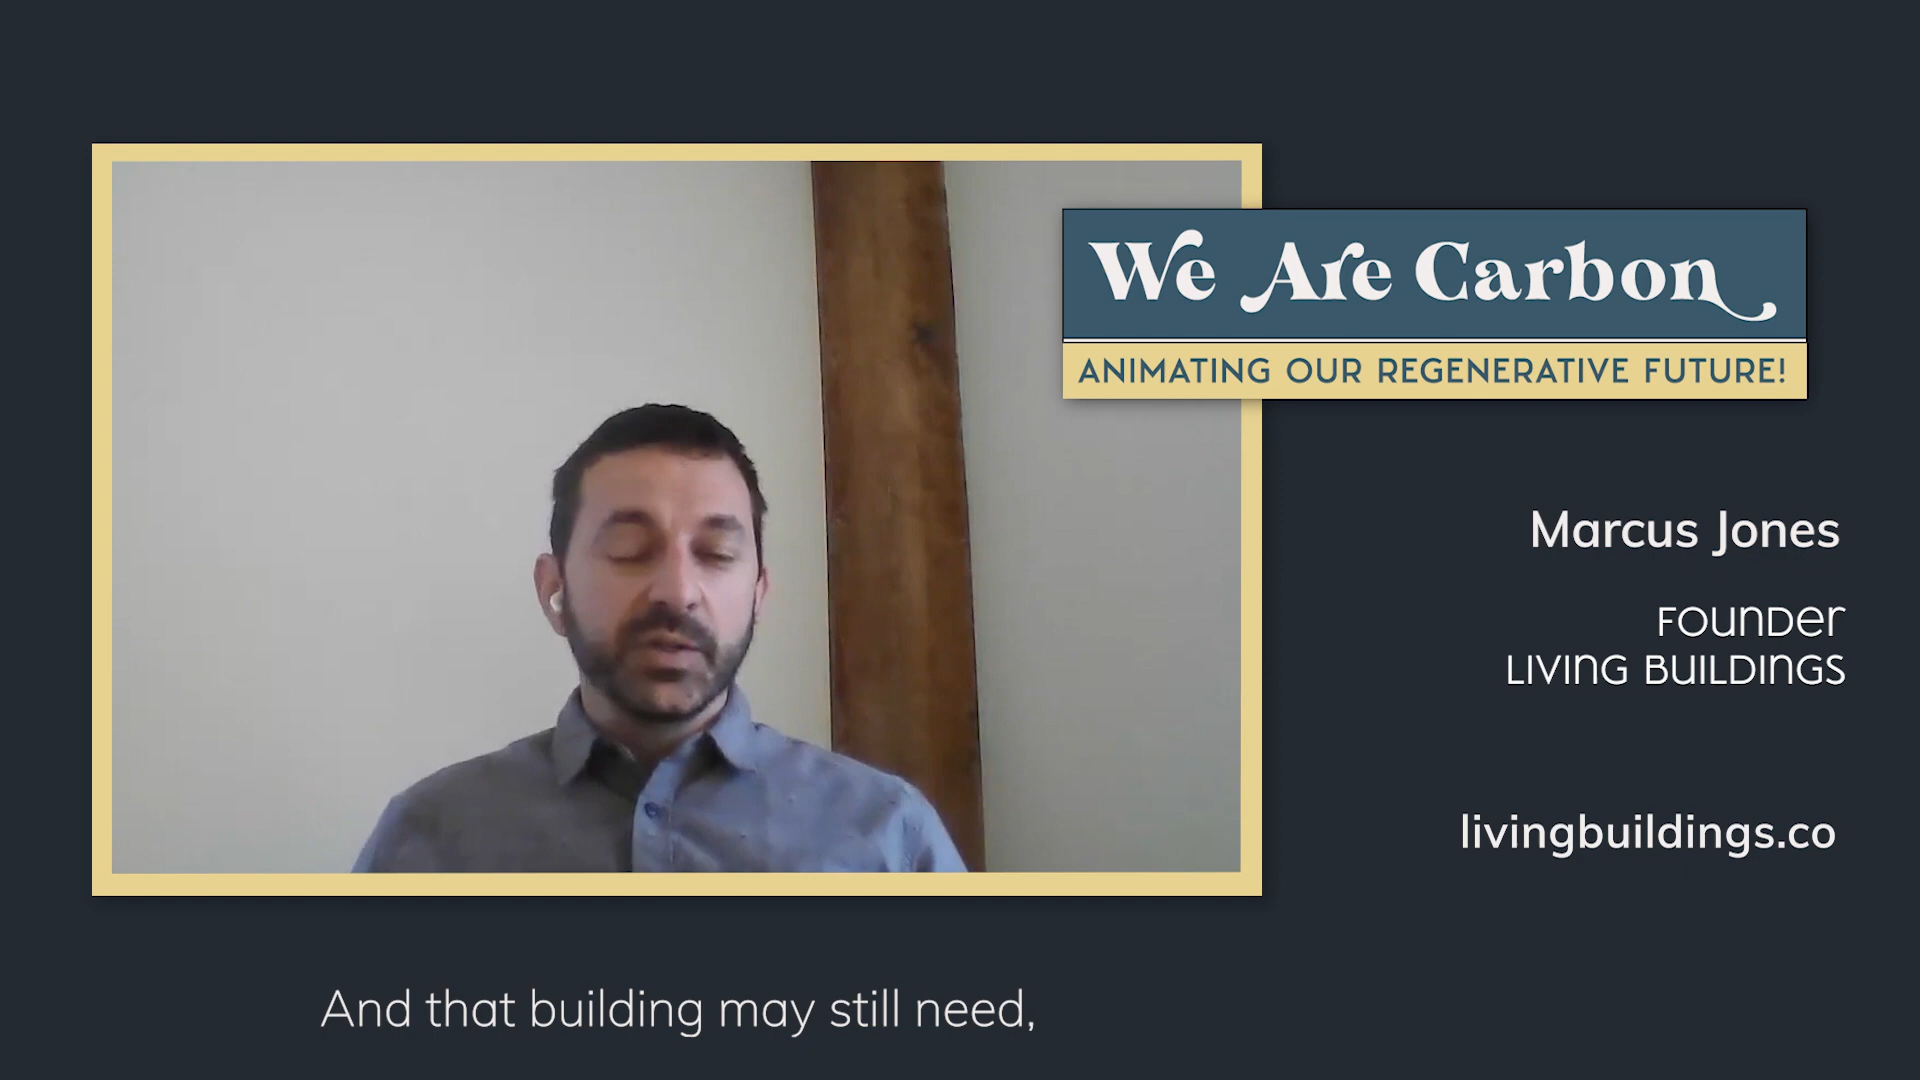 We Are Carbon
ANIMATING OUR REGENERATIVE FUTURE!
Marcus Jones
Founder
Living Buildings
livingbuildings.co
And that building may still need,